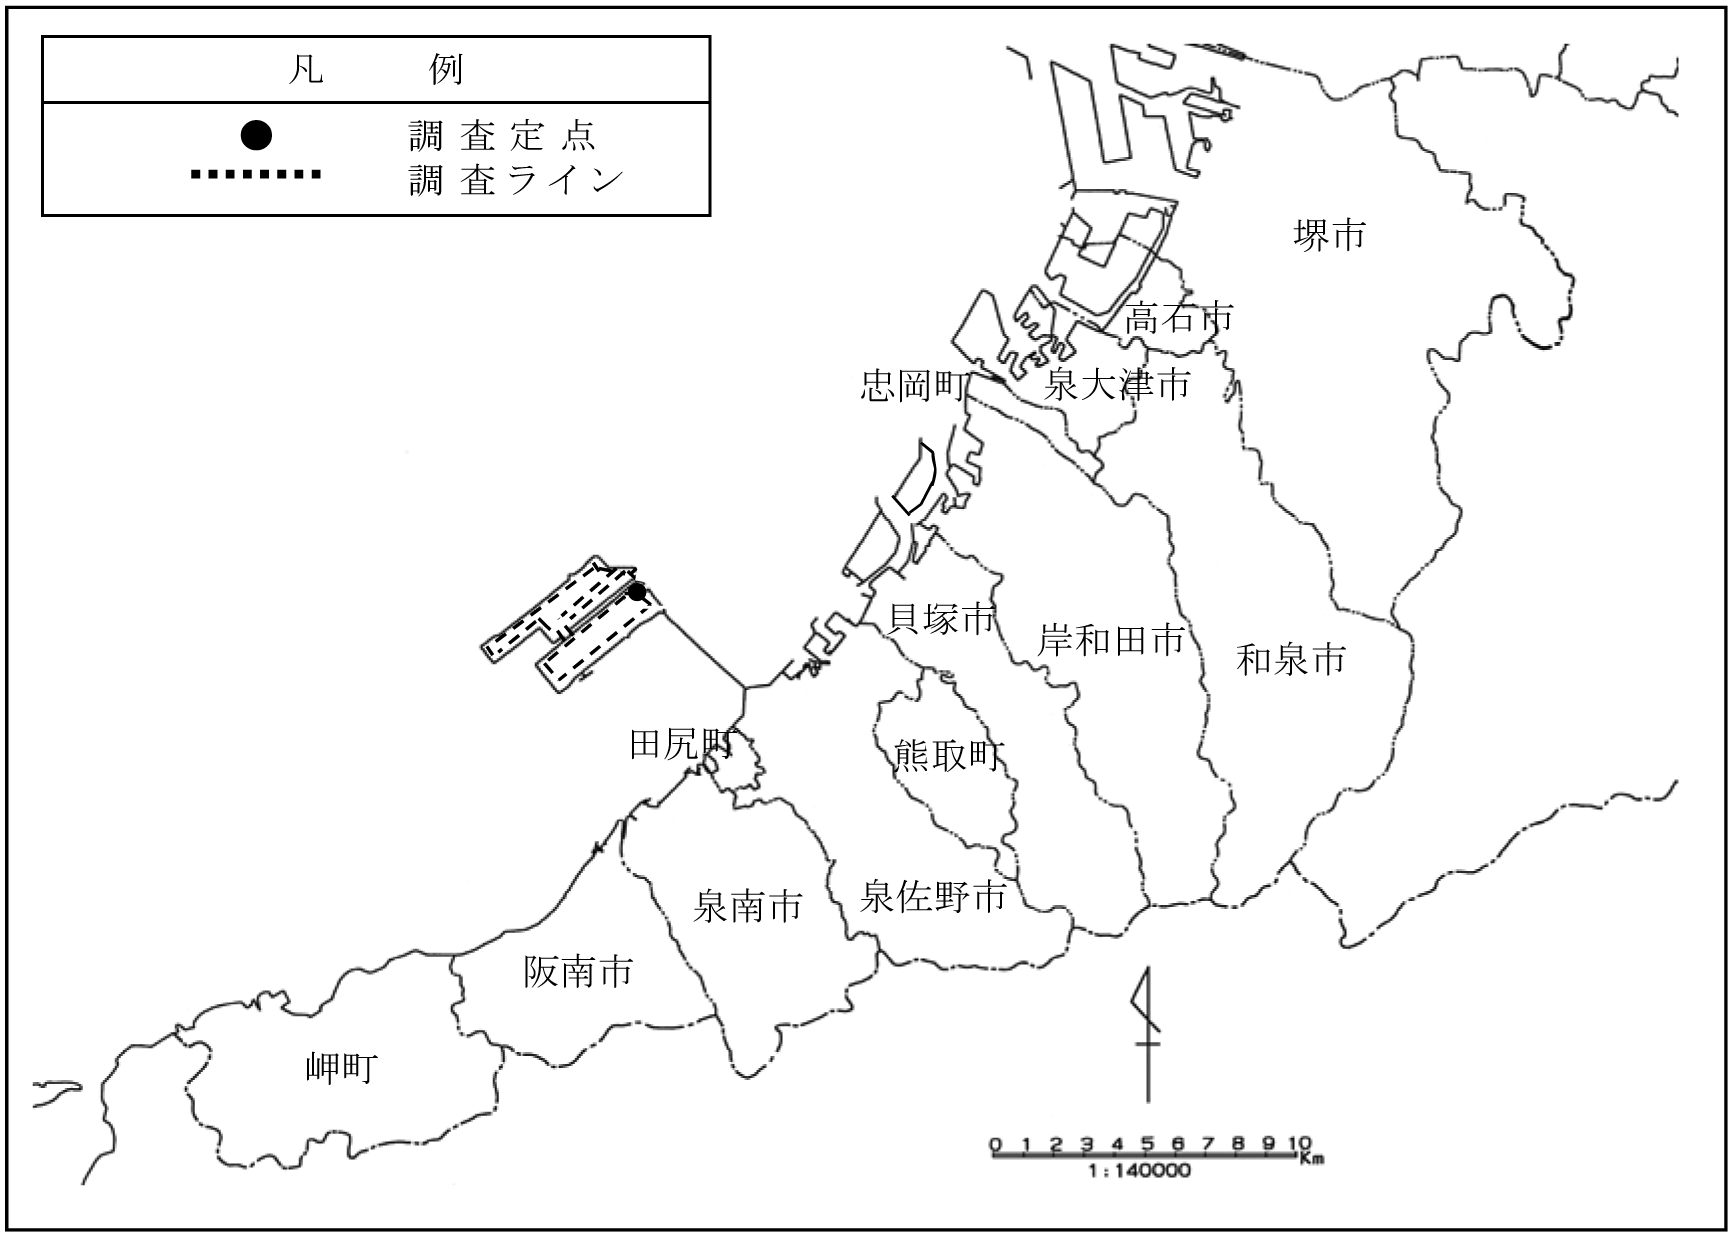 凡 例
調査定点
調査ライン
堺市
高石市
忠岡町
泉大津市
貝塚市
岸和田市
和泉市
田尻町
熊取町
泉南市
泉佐野市
阪南市
岬町
0 1 2 3 4 5 6 7 8 9 10
Km
1:140000